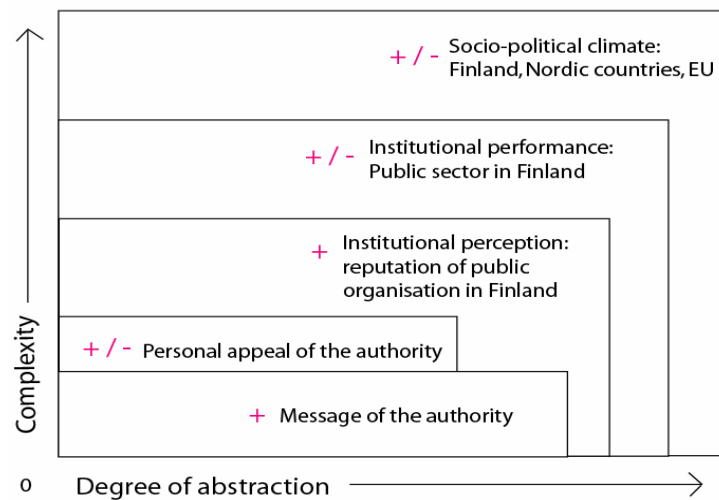 + / - Socio-political climate:
Finland, Nordic countries, EU
+ / - Institutional performance:
Public sector in Finland
+ Institutional perception:
reputation of public
organisation in Finland
+ / - Personal appeal of the authority
+ Message of the authority
Complexity
0 Degree of abstraction